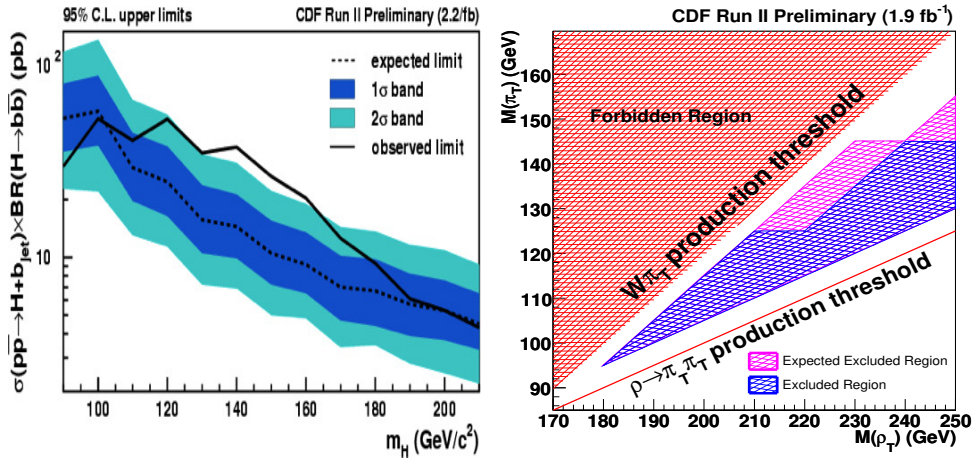 95% C.L. upper limits
CDF Run II Preliminary (2.2/fb)
σ(pp̅→H+b_jet)×BR(H→bb̅) (pb)
10²
10
expected limit
1σ band
2σ band
observed limit
100
120
140
160
180
200
m_H (GeV/c²)
CDF Run II Preliminary (1.9 fb⁻¹)
M(π_T) (GeV)
160
150
140
130
120
110
100
90
Forbidden Region
Wπ_T production threshold
ρ→π_Tπ_T production threshold
Expected Excluded Region
Excluded Region
170
180
190
200
210
220
230
240
250
M(ρ_T) (GeV)